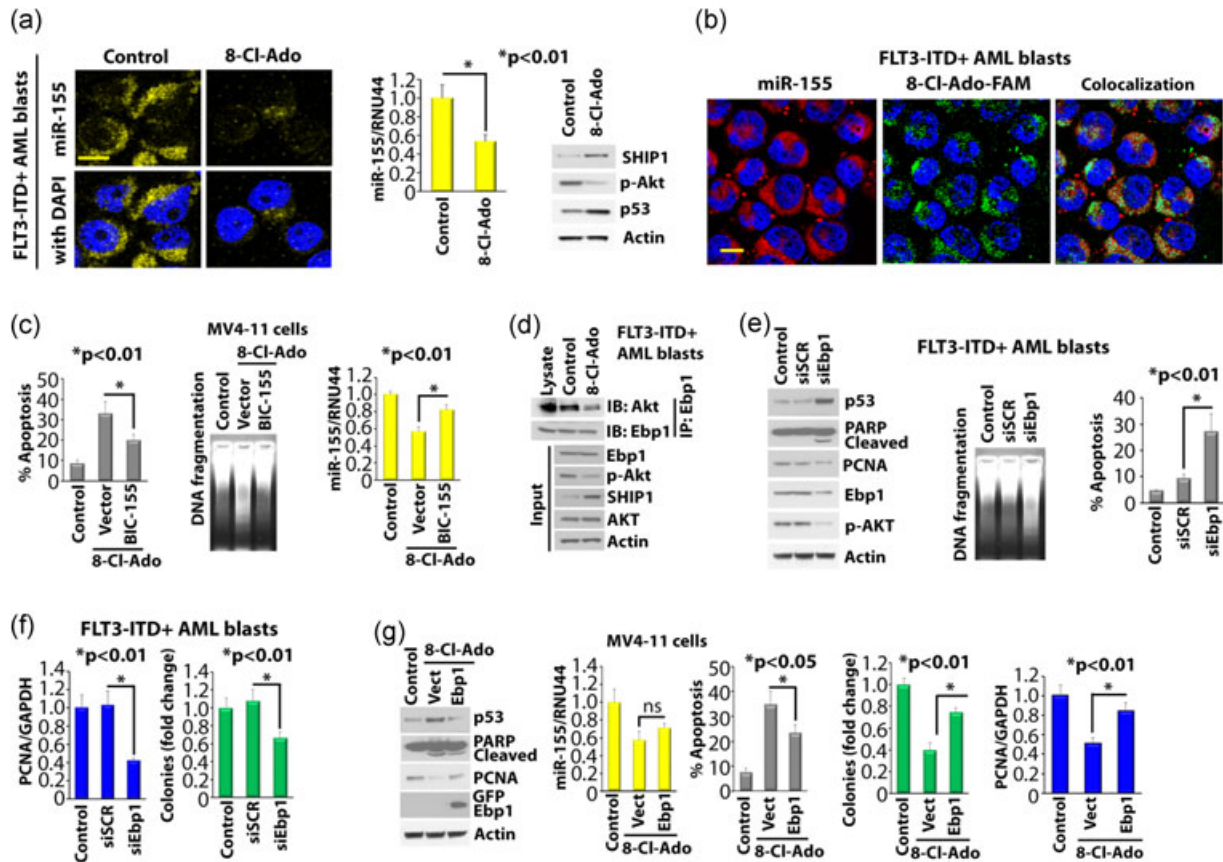 (a)
Control
8-Cl-Ado
FLT3-ITD+ AML blasts
miR-155
with DAPI
*p<0.01
miR-155/RNU44
1.2
1.0
0.8
0.6
0.4
0.2
0
*
Control
8-Cl-Ado
Control
8-Cl-Ado
SHIP1
p-Akt
p53
Actin
(b)
FLT3-ITD+ AML blasts
miR-155
8-Cl-Ado-FAM
Colocalization
(c)
*p<0.01
% Apoptosis
50
40
30
20
10
0
*
Control
Vector
BIC-155
8-Cl-Ado
MV4-11 cells
8-Cl-Ado
Control
Vector
BIC-155
DNA fragmentation
*p<0.01
miR-155/RNU44
1.2
1.0
0.8
0.6
0.4
0.2
0
*
Control
Vector
BIC-155
8-Cl-Ado
(d)
FLT3-ITD+
AML blasts
Lysate
Control
8-Cl-Ado
IB: Akt
IB: Ebp1
IP: Ebp1
Input
Ebp1
p-Akt
SHIP1
AKT
Actin
(e)
Control
siSCR
siEbp1
p53
PARP
Cleaved
PCNA
Ebp1
p-AKT
Actin
FLT3-ITD+ AML blasts
Control
siSCR
siEbp1
DNA fragmentation
*p<0.01
% Apoptosis
40
30
20
10
0
*
Control
siSCR
siEbp1
(f)
FLT3-ITD+ AML blasts
*p<0.01
PCNA/GAPDH
1.2
1
0.8
0.6
0.4
0.2
0
*
Control
siSCR
siEbp1
*p<0.01
Colonies (fold change)
1.4
1.2
1.0
0.8
0.6
0.4
0.2
0
*
Control
siSCR
siEbp1
(g)
8-Cl-Ado
Control
Vect
Ebp1
p53
PARP
Cleaved
PCNA
GFP
Ebp1
Actin
MV4-11 cells
miR-155/RNU44
1.4
1.2
1.0
0.8
0.6
0.4
0.2
0
ns
Control
Vect
Ebp1
8-Cl-Ado
*p<0.05
% Apoptosis
50
40
30
20
10
0
*
Control
Vect
Ebp1
8-Cl-Ado
*p<0.01
Colonies (fold change)
1.2
1
0.8
0.6
0.4
0.2
0
*
Control
Vect
Ebp1
8-Cl-Ado
*p<0.01
PCNA/GAPDH
1.2
1
0.8
0.6
0.4
0.2
0
*
Control
Vect
Ebp1
8-Cl-Ado